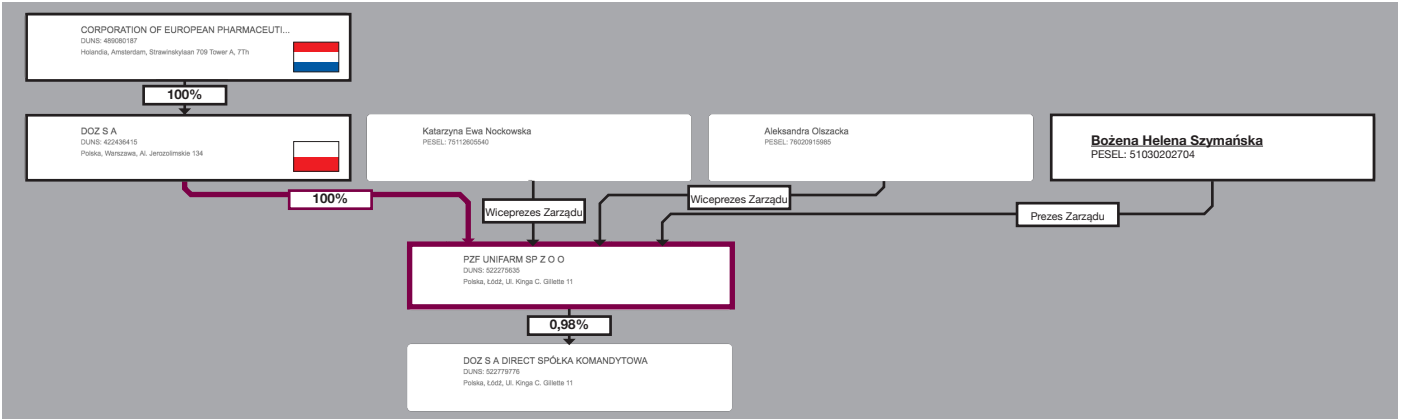 CORPORATION OF EUROPEAN PHARMACEUTI...
DUNS: 489080187
Holandia, Amsterdam, Strawinskylaan 709 Tower A, 7Th
100%
DOZ S A
DUNS: 422436415
Polska, Warszawa, Al. Jerozolimskie 134
Katarzyna Ewa Nockowska
PESEL: 75112605540
Aleksandra Olszacka
PESEL: 76020915985
Bożena Helena Szymańska
PESEL: 51030202704
100%
Wiceprezes Zarządu
Wiceprezes Zarządu
Prezes Zarządu
PZF UNIFARM SP Z O O
DUNS: 522275635
Polska, Łódź, Ul. Kinga C. Gillette 11
0,98%
DOZ S A DIRECT SPÓŁKA KOMANDYTOWA
DUNS: 522779776
Polska, Łódź, Ul. Kinga C. Gillette 11